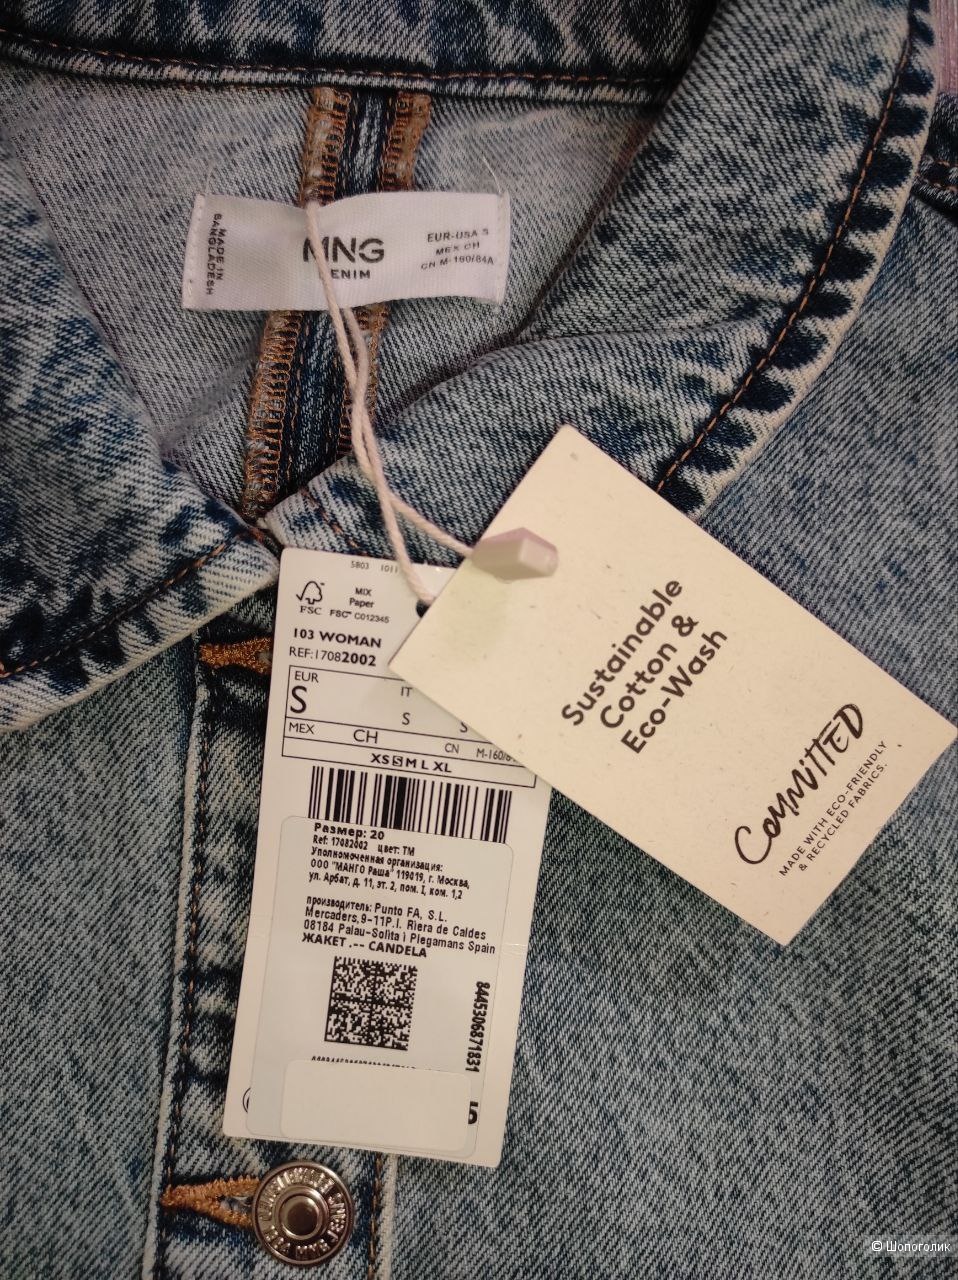 MADE IN
BANGLADESH
MNG
DENIM
EUR-USA S
MEX CH
CN M-160/84A
Sustainable
Cotton &
Eco-Wash
COMMITTED
MADE WITH ECO-FRIENDLY
& RECYCLED FABRICS.
5803 1011
FSC
MIX
Paper
FSC® C012345
103 WOMAN
REF:17082002
EUR
S
IT
S
S
MEX
CH
CN
XS S M L XL
Размер: 20
Ref: 17082002 цвет: TM
Уполномоченная организация:
ООО "МАНГО Раша" 119019, г. Москва,
ул. Арбат, д. 11, эт. 2, пом. I, ком. 1,2
производитель: Punto FA, S.L.
Mercaders,9-11P.I. Riera de Caldes
08184 Palau-Solita i Plegamans Spain
ЖАКЕТ .-- CANDELA
8445306871831
© Шопоголик